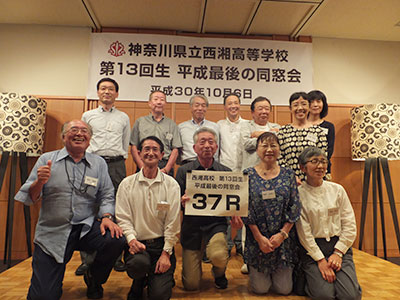 神奈川県立西湘高等学校
第13回生 平成最後の同窓会
平成30年10月6日
西湘高校 第13回生
平成最後の同窓会
37R